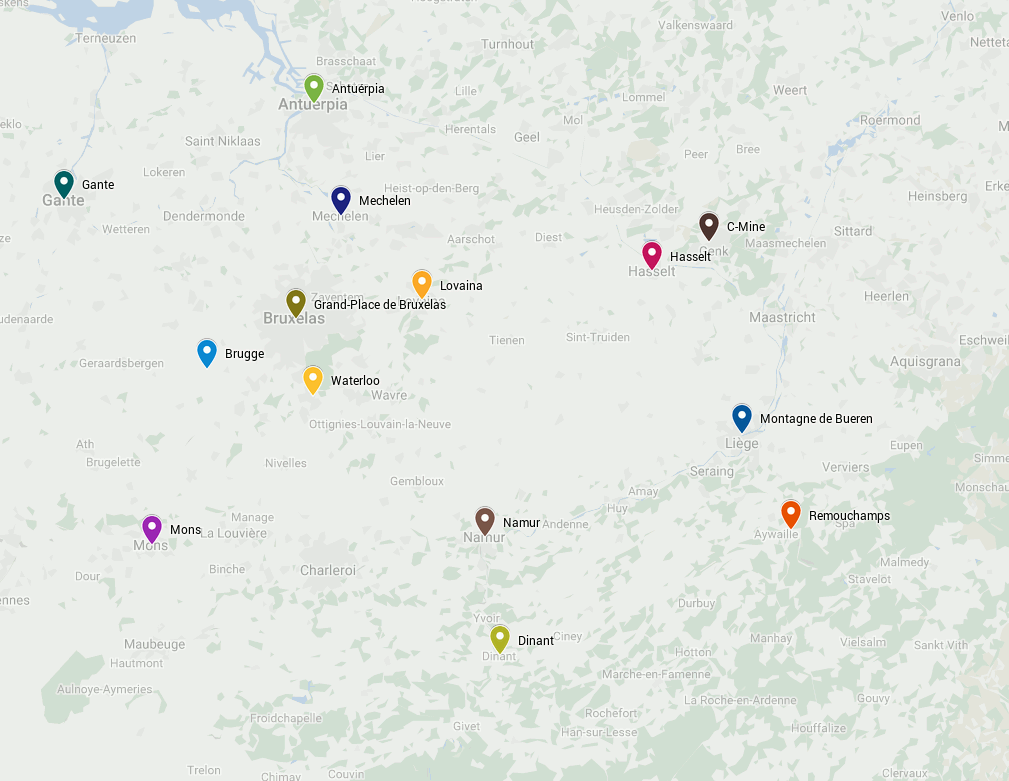 Hoogstraten
Terneuzen
Turnhout
Valkenswaard
Venlo
Nettetal
Brasschaat
Antuérpia
Antuérpia
Lille
Lommel
Weert
Mol
Roermond
Herentals
Geel
Saint Niklaas
Lier
Peer
Bree
Lokeren
Gante
Gante
Heist-op-den-Berg
Heinsberg
Mechelen
Mechelen
Dendermonde
Wetteren
Heusden-Zolder
C-Mine
Genk
Sittard
Aarschot
Diest
Maasmechelen
Hasselt
Hasselt
Lovaina
Zaventem
Grand-Place de Bruxelas
Bruxelas
Heerlen
Maastricht
Sint-Truiden
Tienen
Brugge
Geraardsbergen
Aquisgrana
Waterloo
Wavre
Ottignies-Louvain-la-Neuve
Montagne de Bueren
Liège
Eupen
Ath
Brugelette
Nivelles
Seraing
Verviers
Gembloux
Amay
Huy
Manage
Mons
Mons
La Louvière
Namur
Namur
Andenne
Remouchamps
Spa
Aywaille
Binche
Charleroi
Dour
Malmedy
Stavelot
Durbuy
Yvoir
Dinant
Dinant
Ciney
Manhay
Vielsalm
Sankt Vith
Hotton
Maubeuge
Hautmont
Marche-en-Famenne
Aulnoye-Aymeries
La Roche-en-Ardenne
Gouvy
Froidchapelle
Rochefort
Givet
Han-sur-Lesse
Houffalize
Trelon
Chimay
Couvin
Clervaux